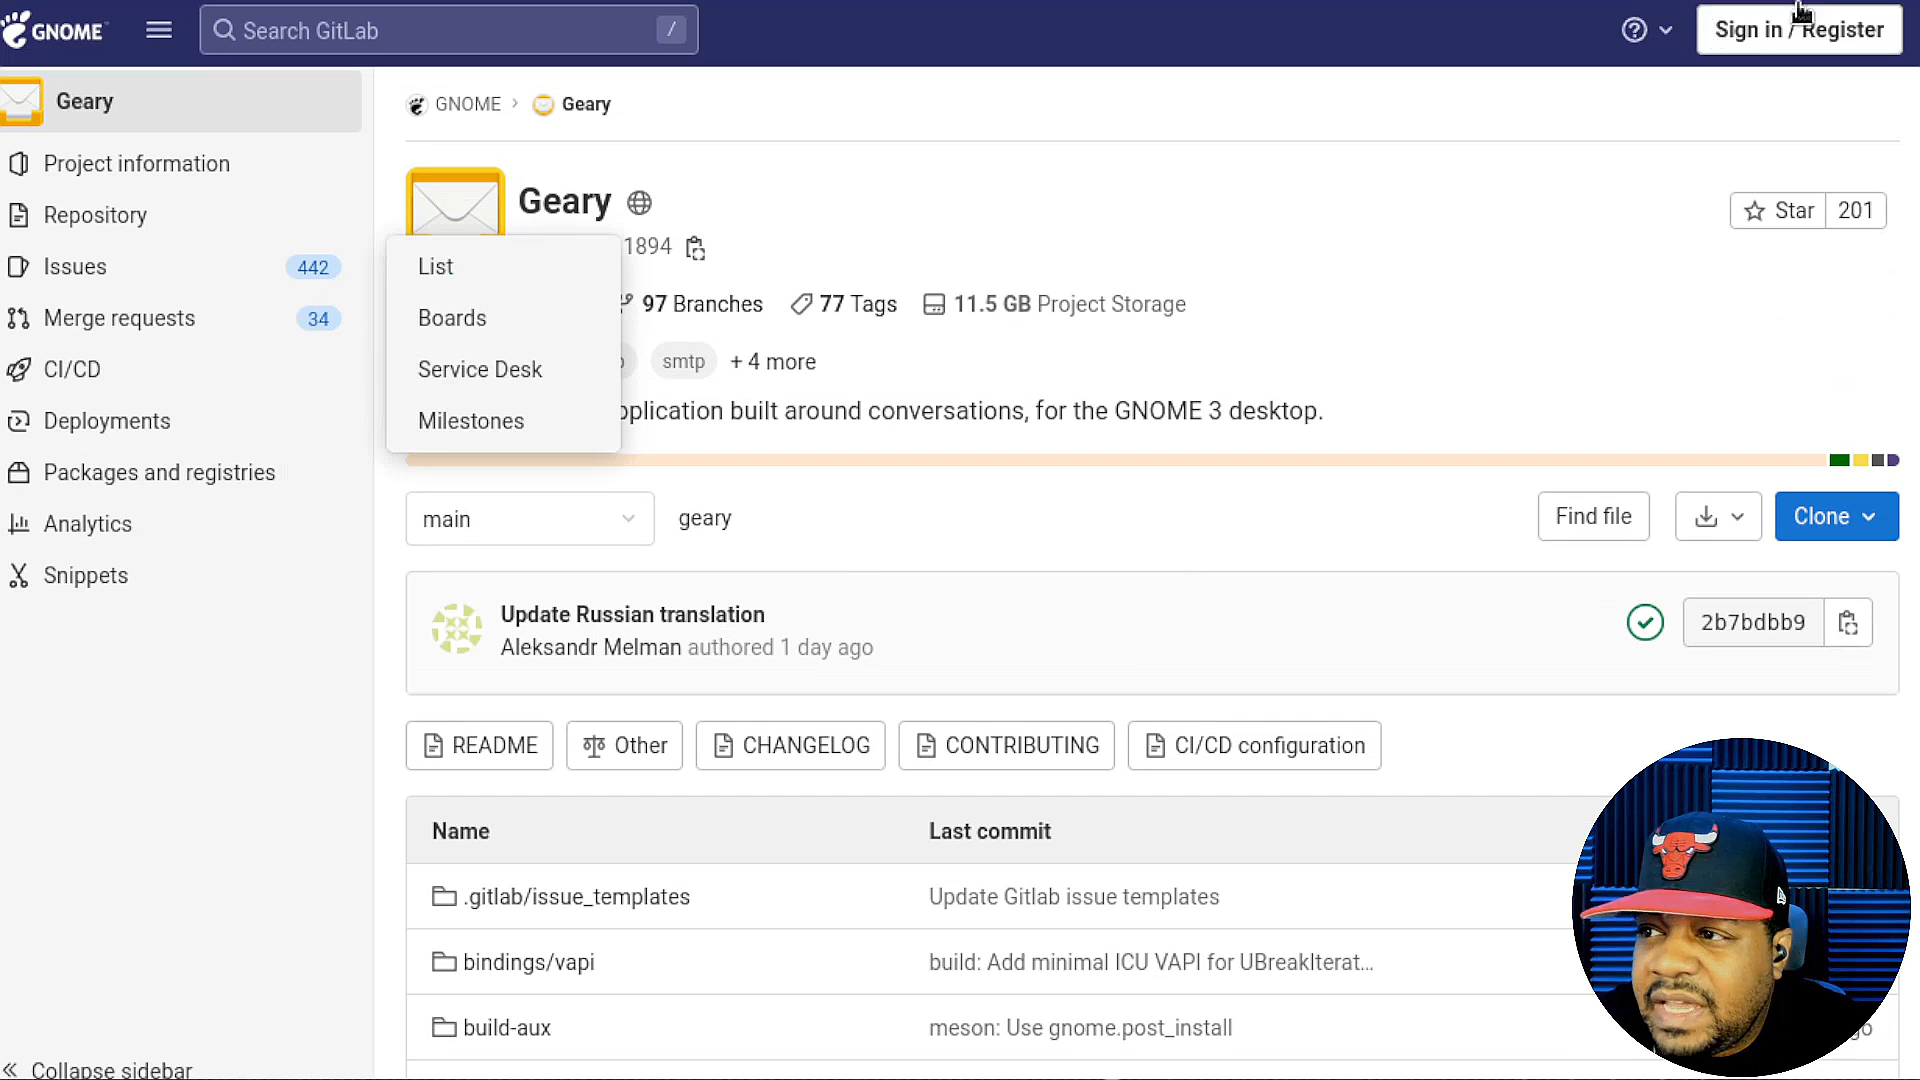 GNOME
Search GitLab
/
Sign in / Register
Geary
Project information
Repository
Issues 442
Merge requests 34
CI/CD
Deployments
Packages and registries
Analytics
Snippets
Collapse sidebar
GNOME > Geary
Geary
1894
Star 201
97 Branches 77 Tags 11.5 GB Project Storage
smtp + 4 more
pplication built around conversations, for the GNOME 3 desktop.
List
Boards
Service Desk
Milestones
main
geary
Find file
Clone
Update Russian translation
Aleksandr Melman authored 1 day ago
2b7bdbb9
README
Other
CHANGELOG
CONTRIBUTING
CI/CD configuration
Name Last commit
.gitlab/issue_templates Update Gitlab issue templates
bindings/vapi build: Add minimal ICU VAPI for UBreakIterat...
build-aux meson: Use gnome.post_install